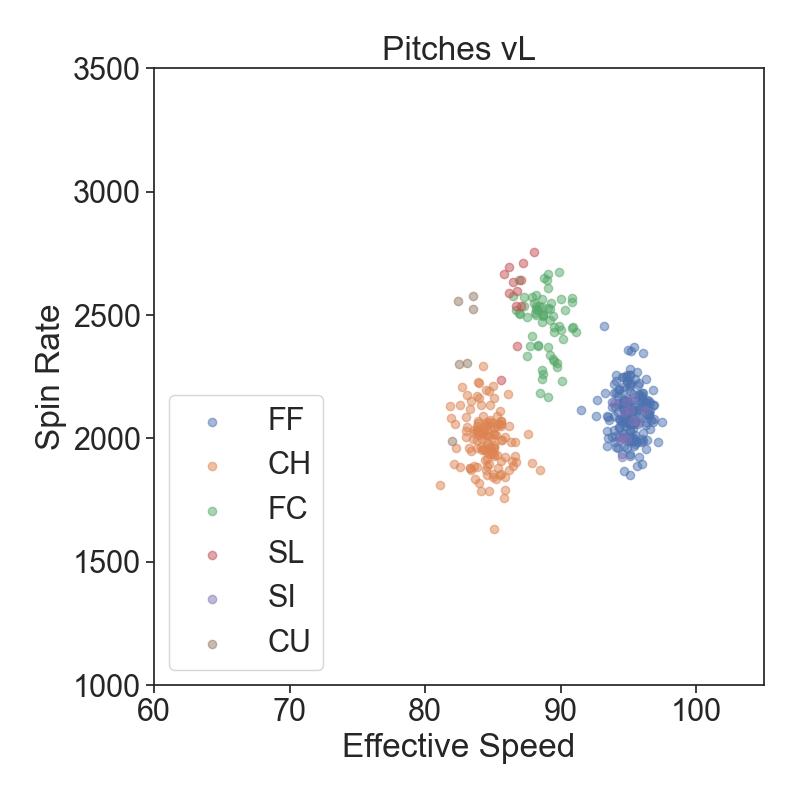 Pitches vL
3500
3000
2500
2000
1500
1000
Spin Rate
FF
CH
FC
SL
SI
CU
60 70 80 90 100
Effective Speed